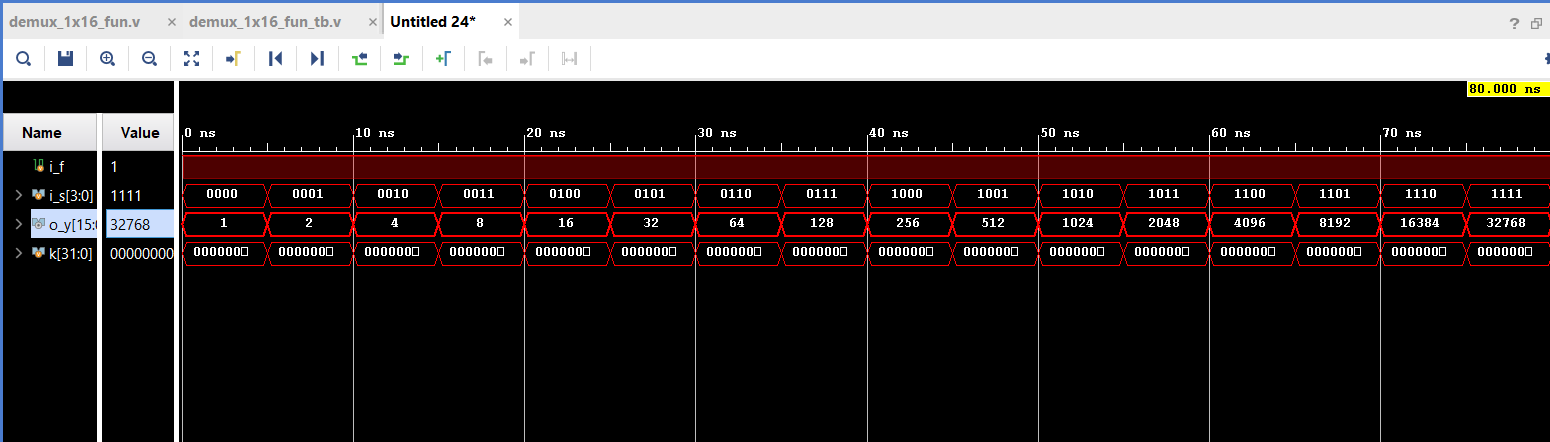 demux_1x16_fun.v × demux_1x16_fun_tb.v × Untitled 24* ×
?
80.000 ns
Name Value 0 ns 10 ns 20 ns 30 ns 40 ns 50 ns 60 ns 70 ns
i_f 1
i_s[3:0] 1111 0000 0001 0010 0011 0100 0101 0110 0111 1000 1001 1010 1011 1100 1101 1110 1111
o_y[15:0 32768 1 2 4 8 16 32 64 128 256 512 1024 2048 4096 8192 16384 32768
k[31:0] 00000000 000000□ 000000□ 000000□ 000000□ 000000□ 000000□ 000000□ 000000□ 000000□ 000000□ 000000□ 000000□ 000000□ 000000□ 000000□ 000000□